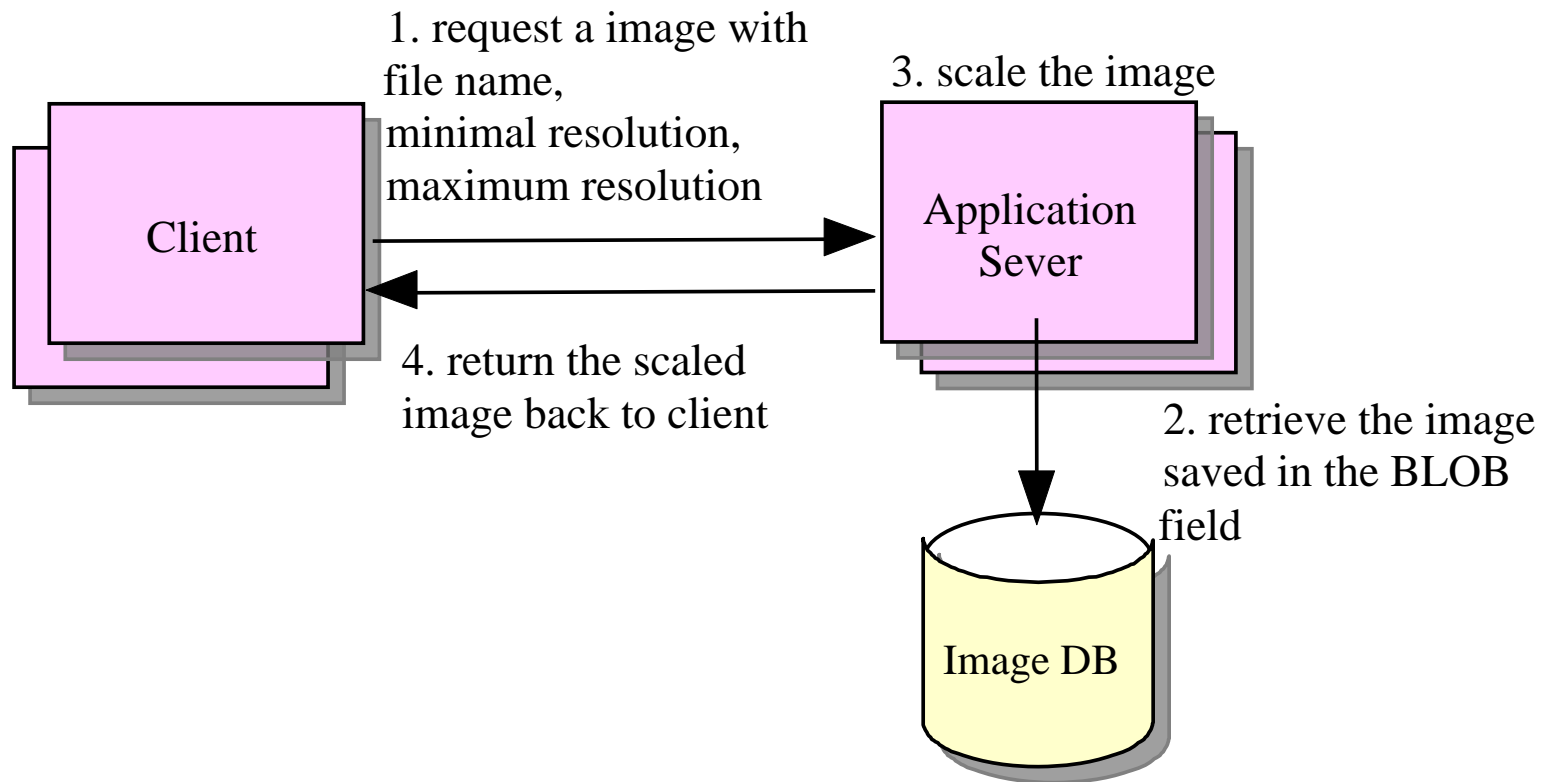 1. request a image with
file name,
minimal resolution,
maximum resolution
3. scale the image
Client
Application
Sever
4. return the scaled
image back to client
2. retrieve the image
saved in the BLOB
field
Image DB